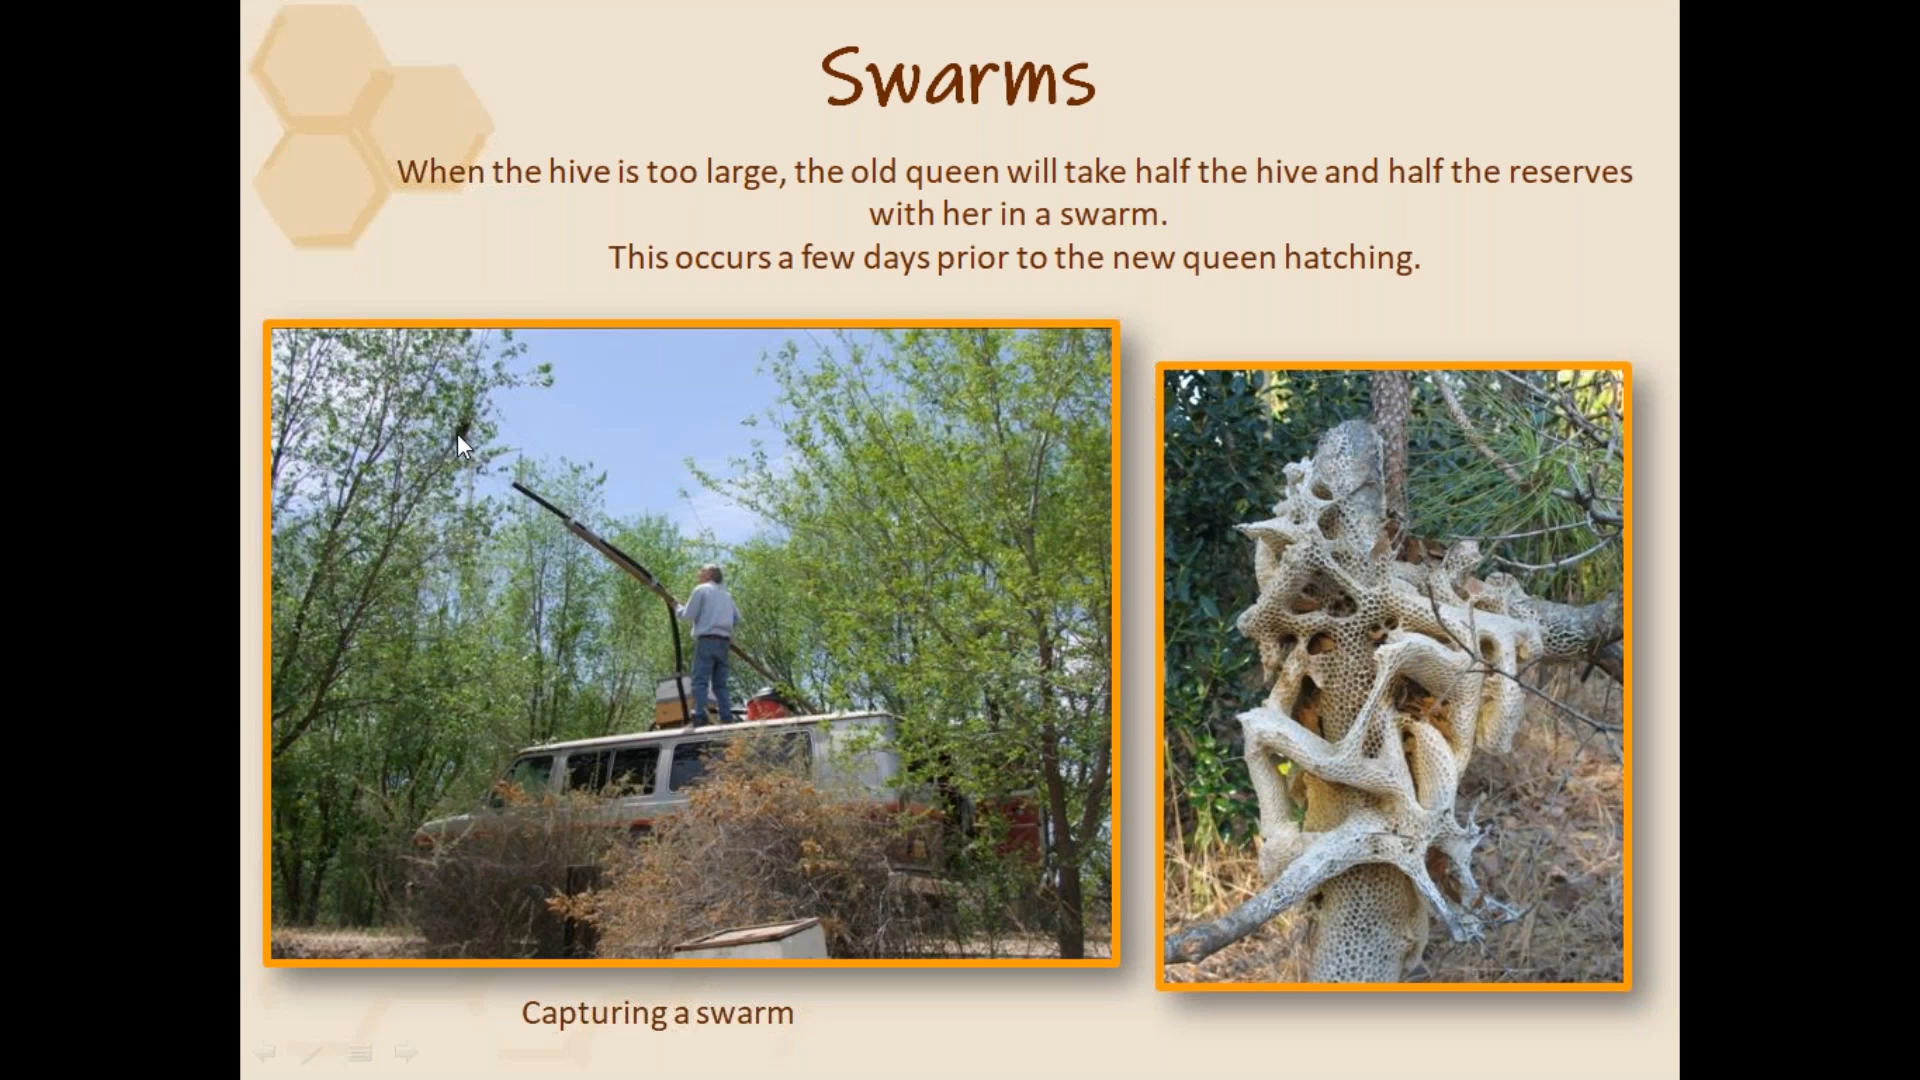 Swarms
When the hive is too large, the old queen will take half the hive and half the reserves
with her in a swarm.
This occurs a few days prior to the new queen hatching.
Capturing a swarm